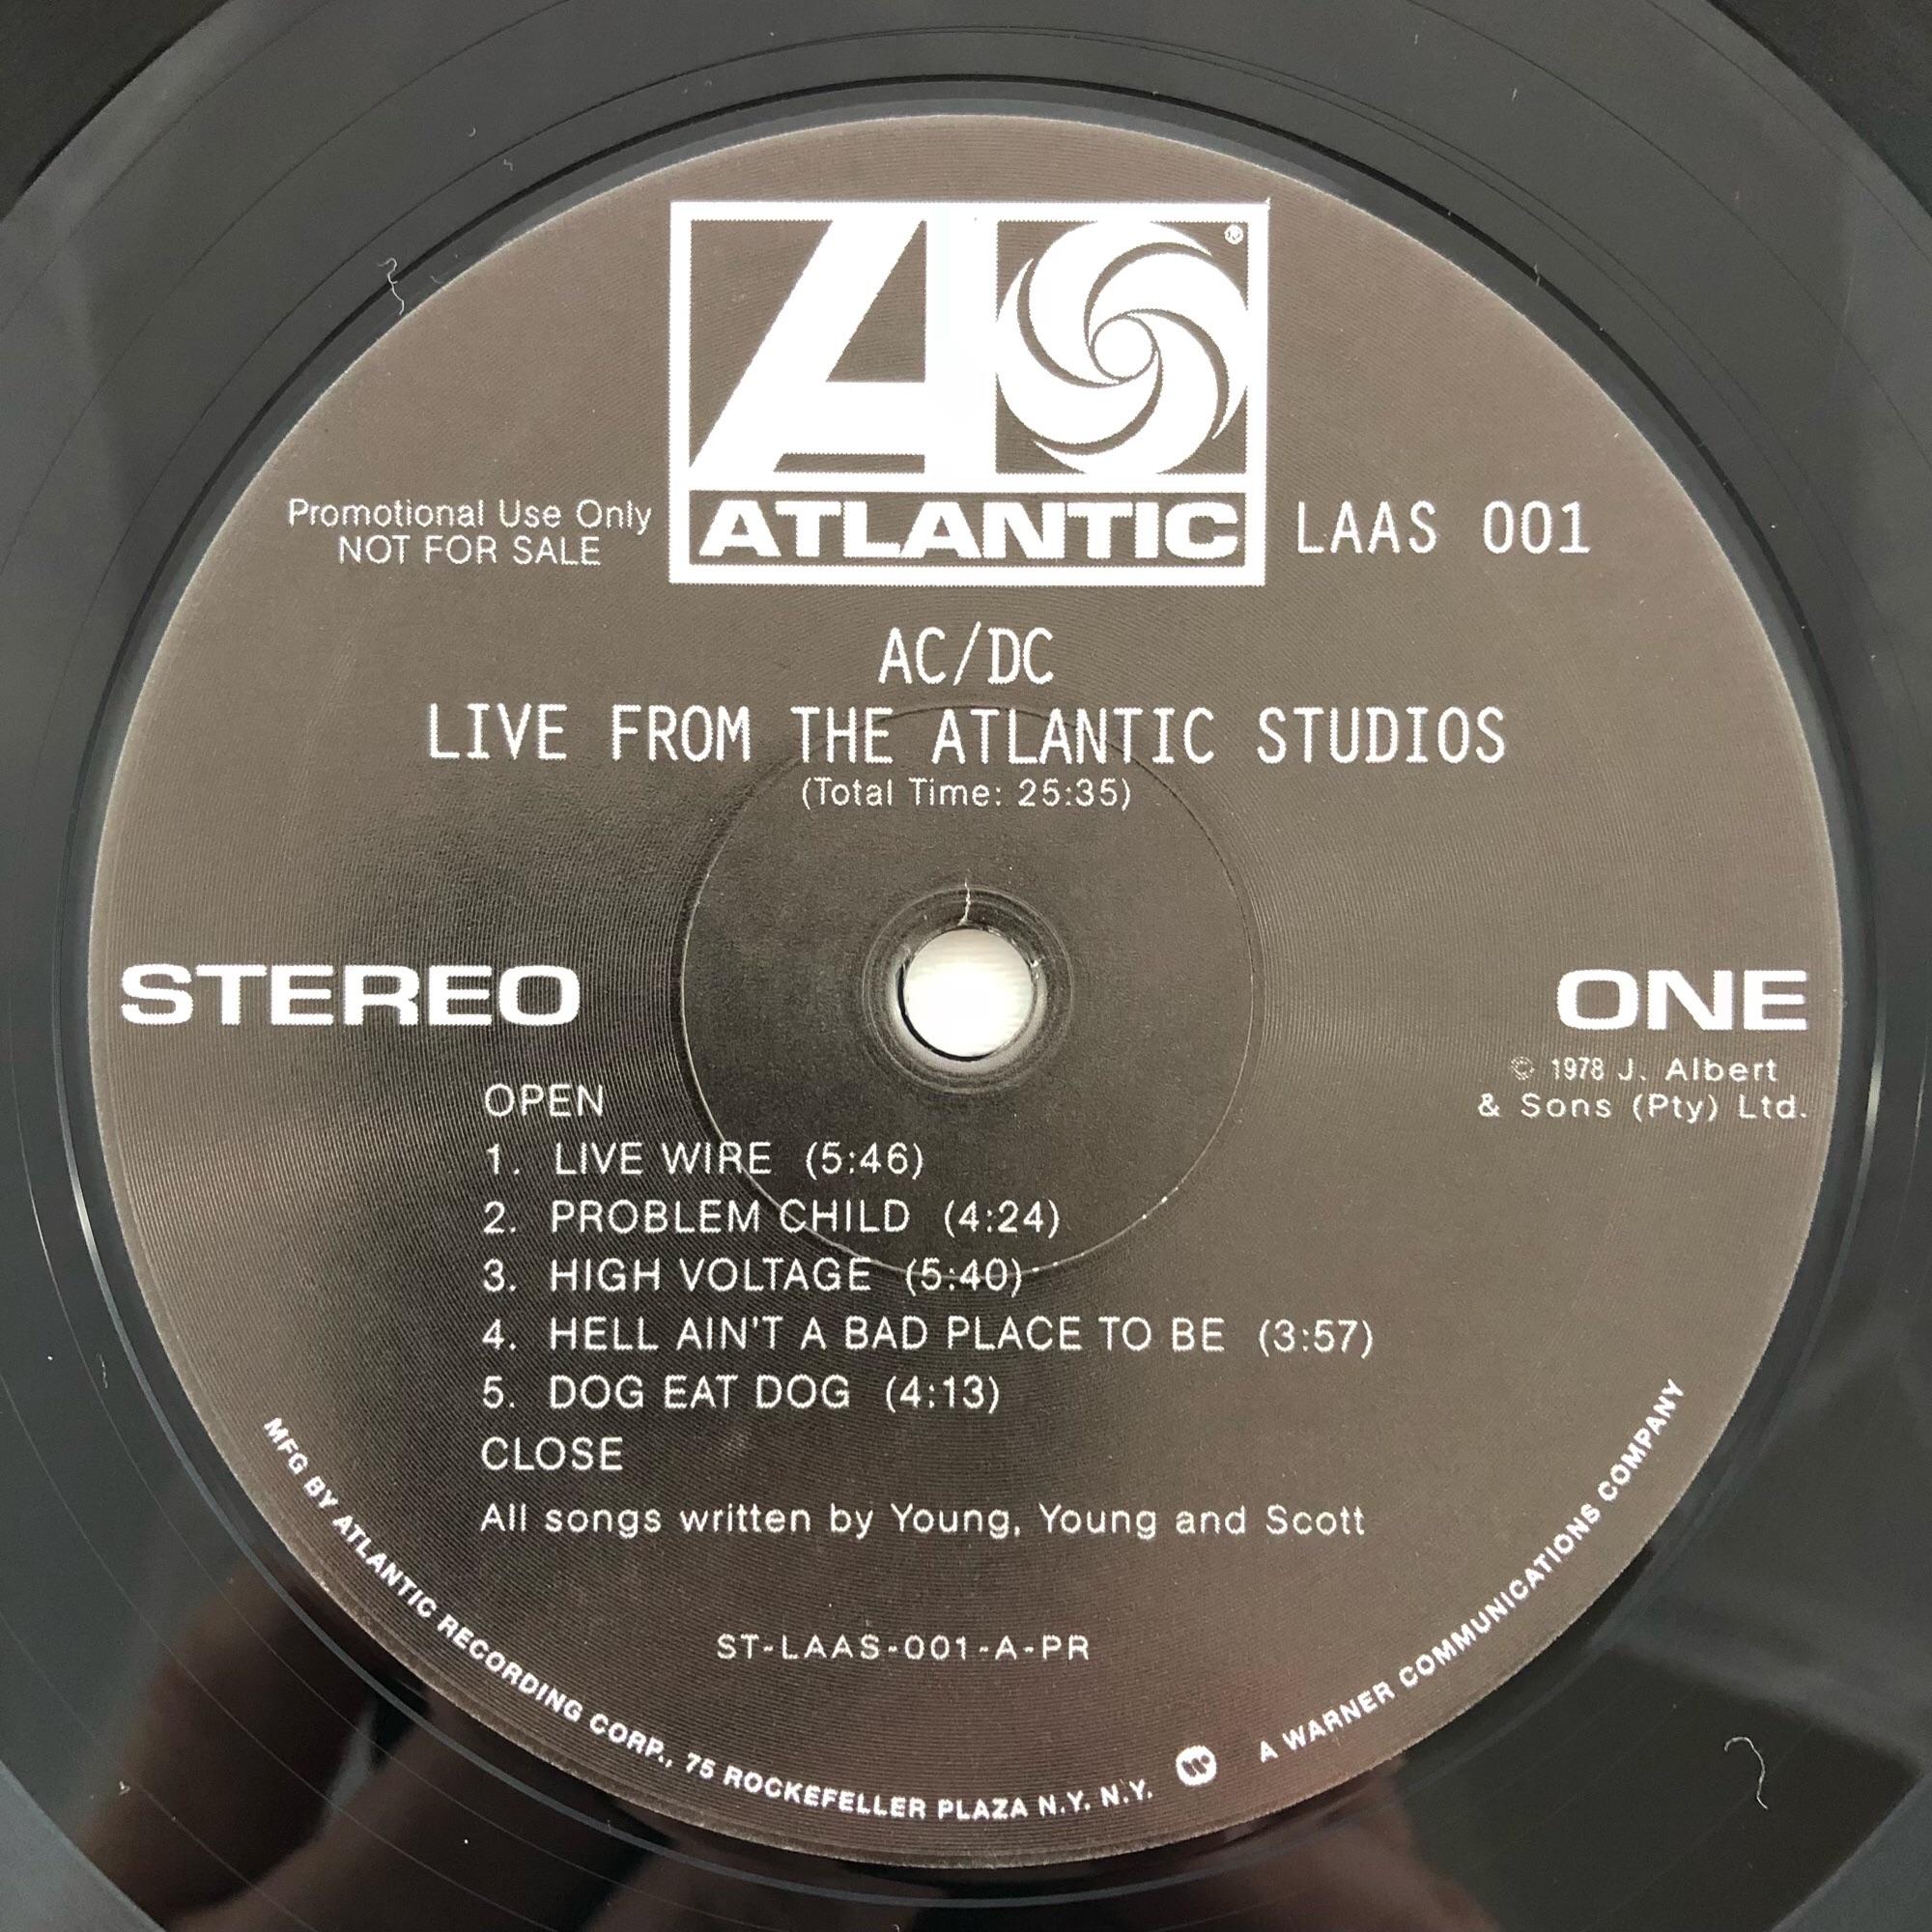 ®
ATLANTIC
Promotional Use Only
NOT FOR SALE
LAAS 001
AC/DC
LIVE FROM THE ATLANTIC STUDIOS
(Total Time: 25:35)
STEREO
ONE
© 1978 J. Albert
& Sons (Pty) Ltd.
OPEN
1. LIVE WIRE (5:46)
2. PROBLEM CHILD (4:24)
3. HIGH VOLTAGE (5:40)
4. HELL AIN'T A BAD PLACE TO BE (3:57)
5. DOG EAT DOG (4:13)
CLOSE
All songs written by Young, Young and Scott
ST-LAAS-001-A-PR
MFG BY ATLANTIC RECORDING CORP., 75 ROCKEFELLER PLAZA N.Y. N.Y. A WARNER COMMUNICATIONS COMPANY